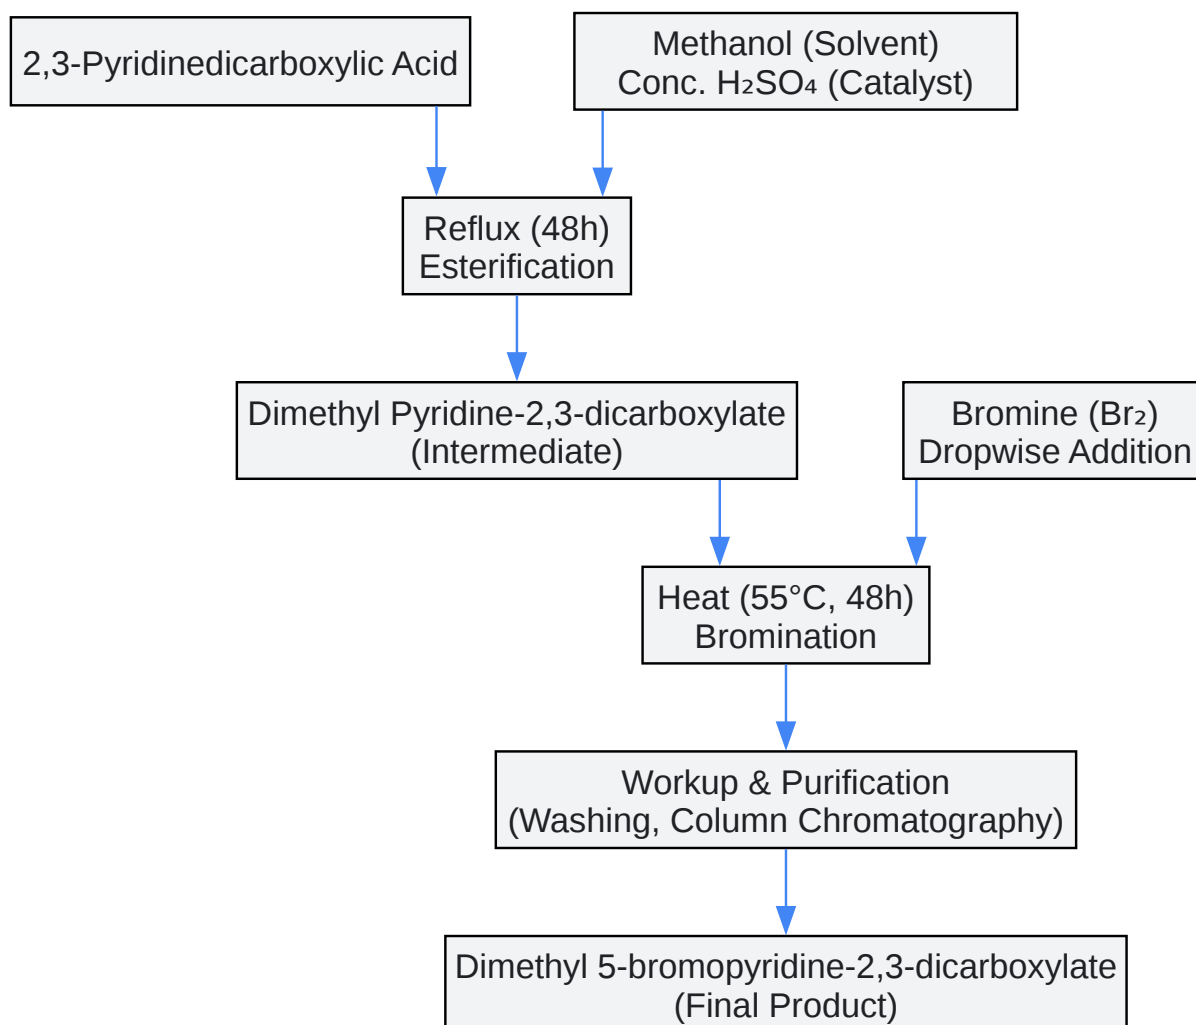 2,3-Pyridinedicarboxylic Acid
Methanol (Solvent)
Conc. H₂SO₄ (Catalyst)
Reflux (48h)
Esterification
Dimethyl Pyridine-2,3-dicarboxylate
(Intermediate)
Bromine (Br₂)
Dropwise Addition
Heat (55°C, 48h)
Bromination
Workup & Purification
(Washing, Column Chromatography)
Dimethyl 5-bromopyridine-2,3-dicarboxylate
(Final Product)